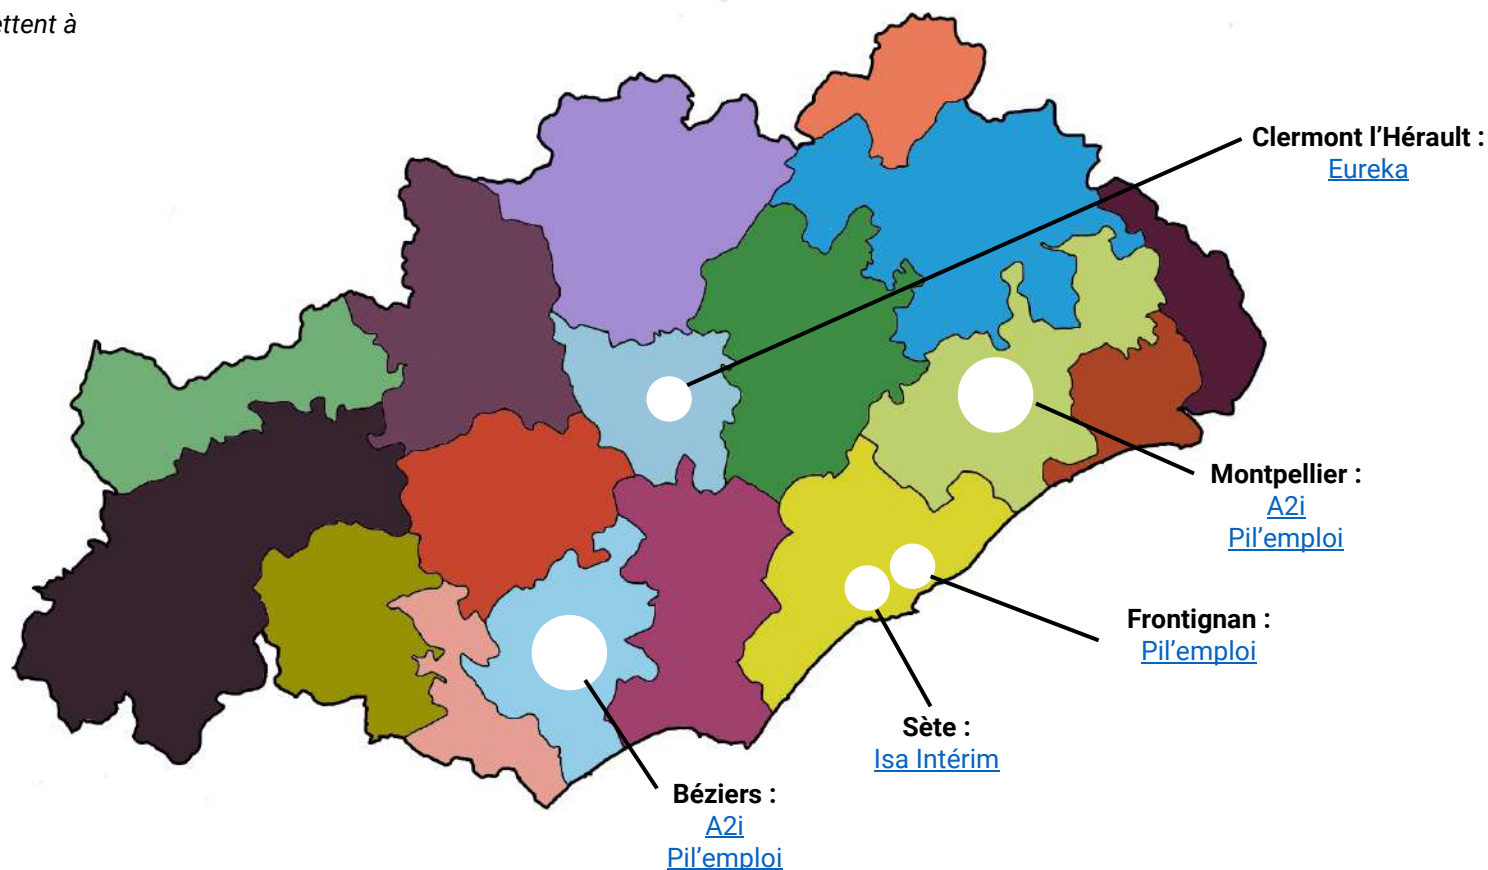 ettent à
Clermont l’Hérault :
Eureka
Montpellier :
A2i
Pil’emploi
Frontignan :
Pil’emploi
Sète :
Isa Intérim
Béziers :
A2i
Pil’emploi